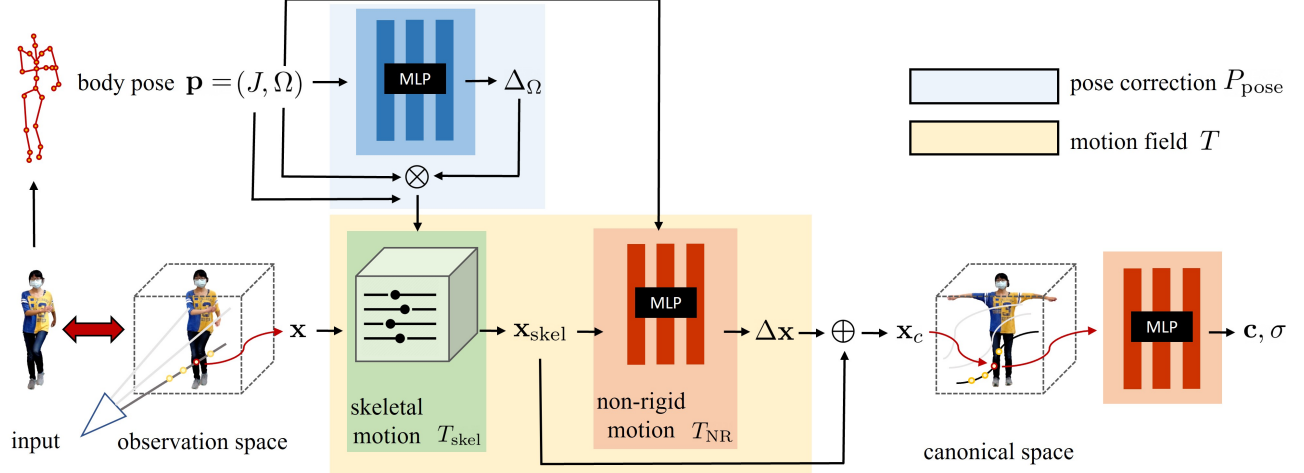 body pose p = (J, Ω)
MLP
Δ_Ω
⊗
pose correction P_pose
motion field T
x
x_skel
MLP
Δx
⊕
x_c
MLP
c, σ
skeletal
motion T_skel
non-rigid
motion T_NR
input
observation space
canonical space